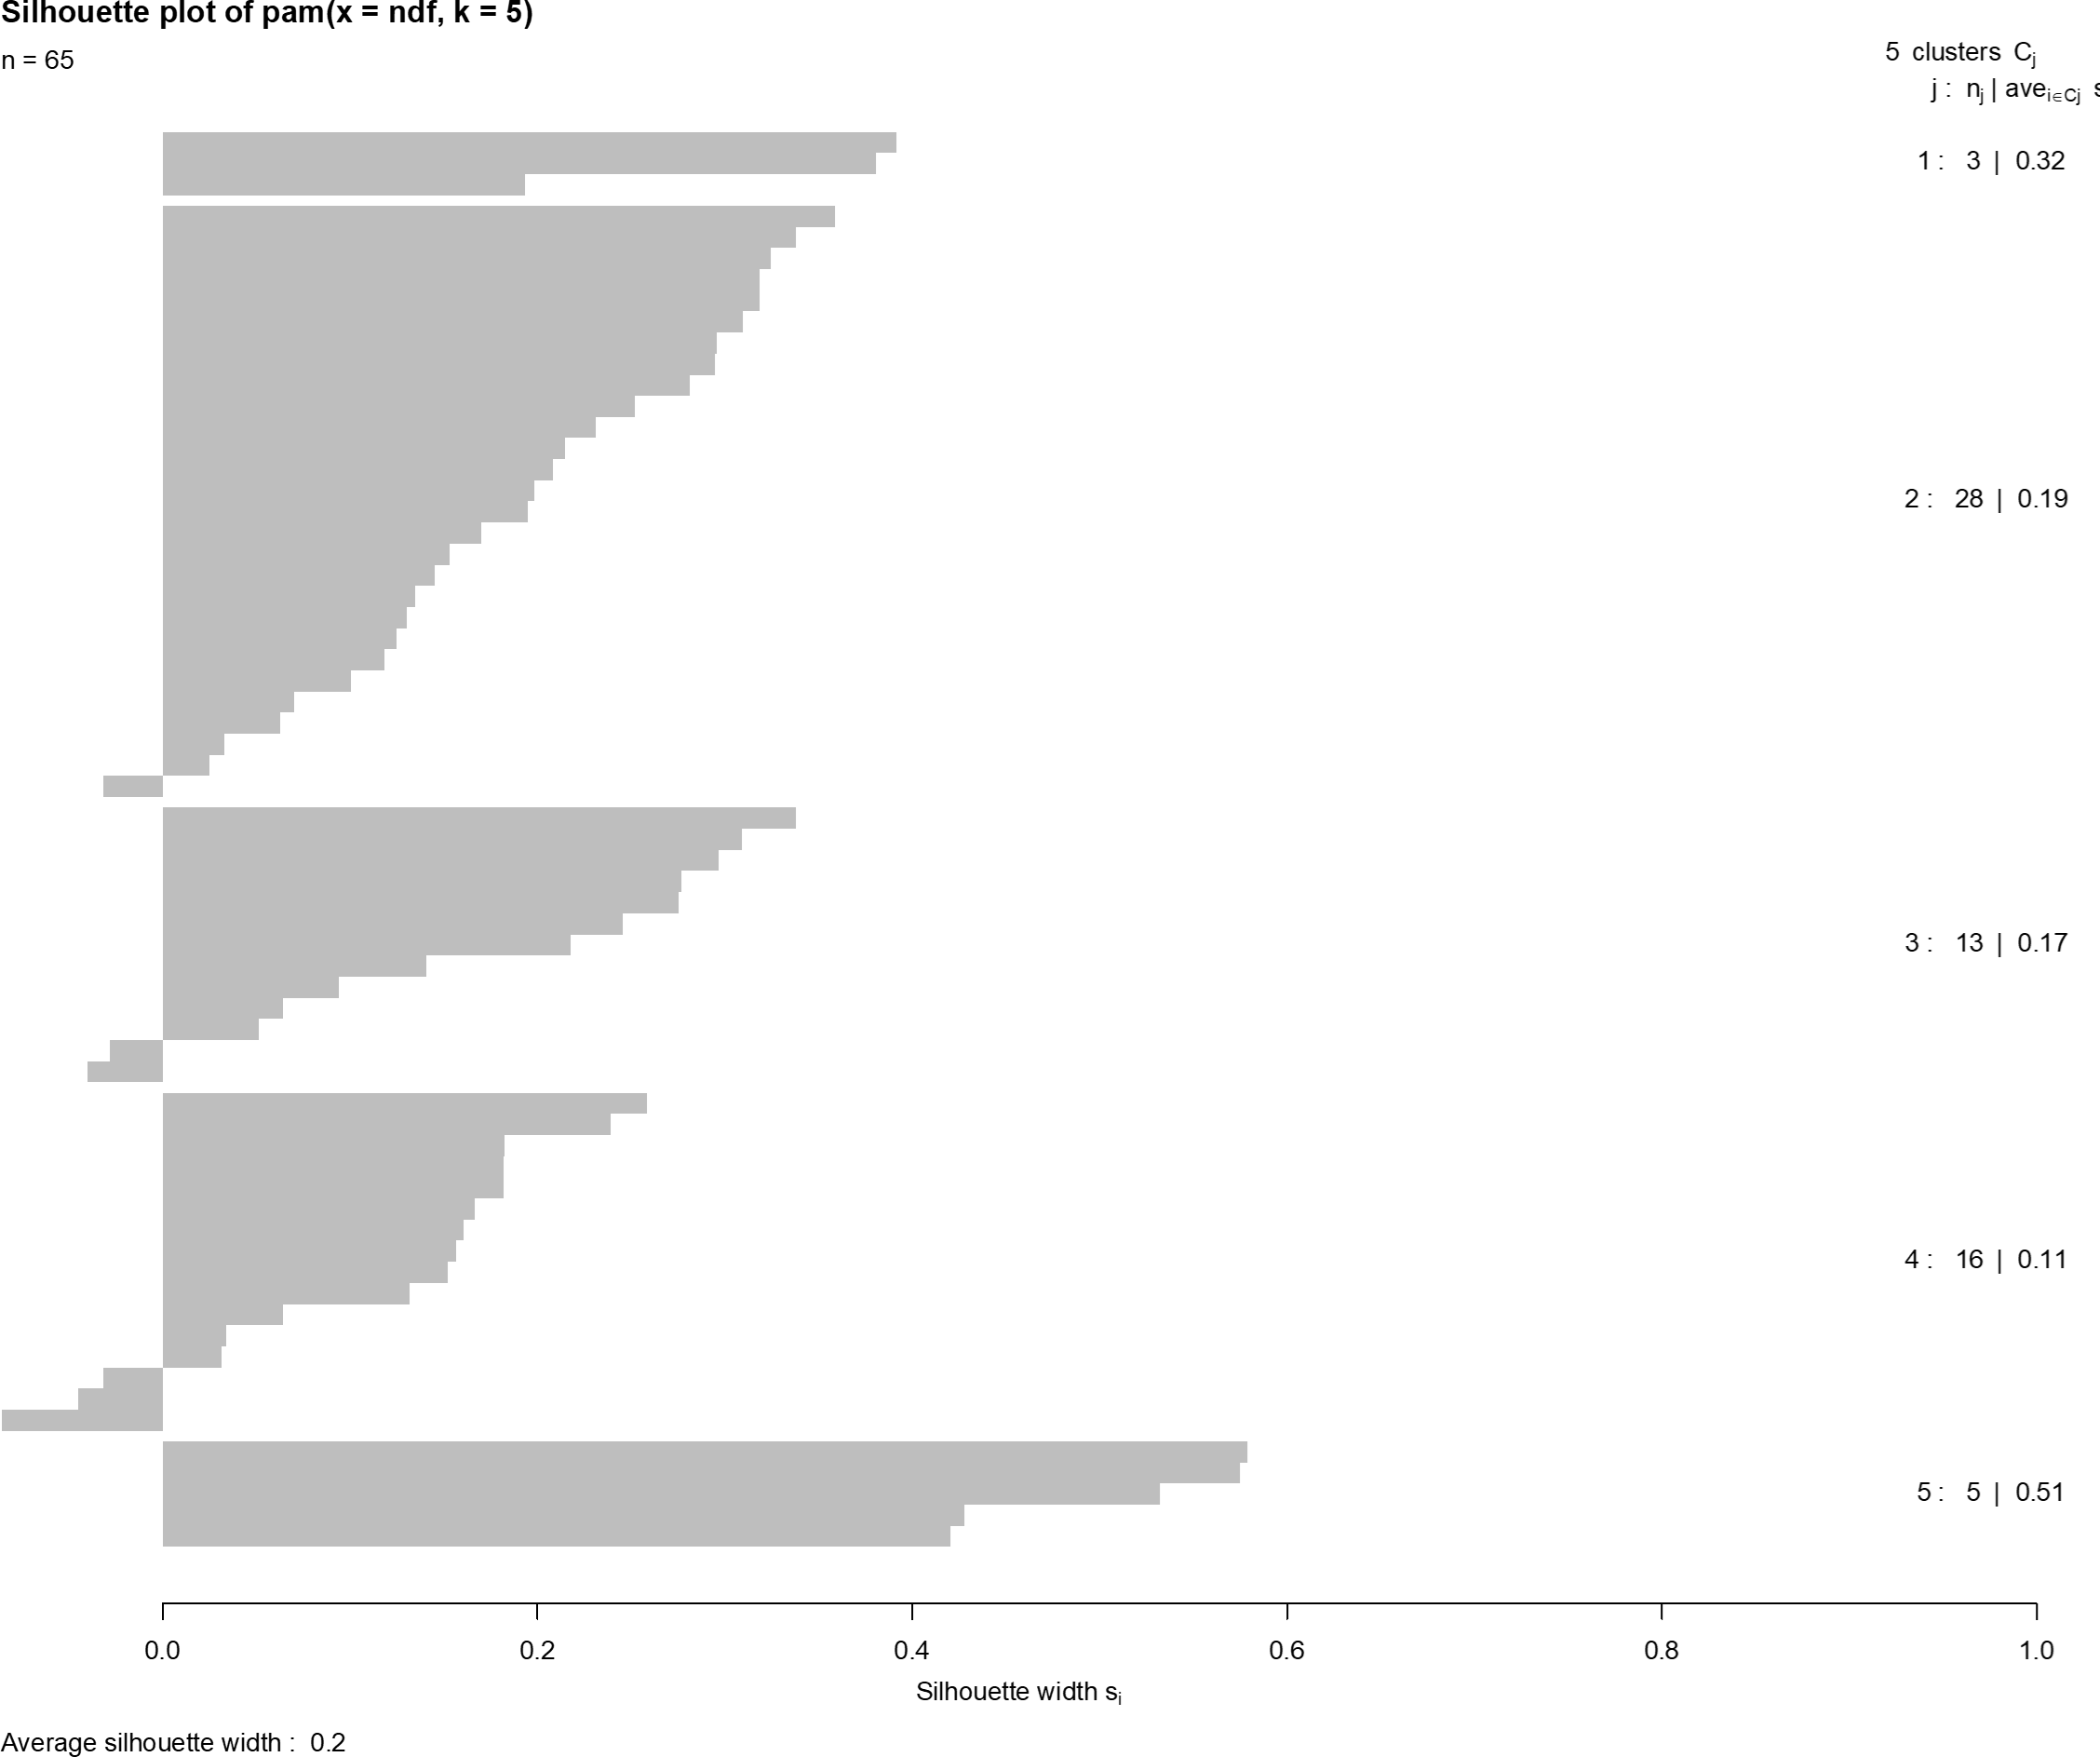 Silhouette plot of pam(x = ndf, k = 5)
n = 65
5 clusters Cj
j : nj | ave i∈Cj s
1 : 3 | 0.32
2 : 28 | 0.19
3 : 13 | 0.17
4 : 16 | 0.11
5 : 5 | 0.51
0.0 0.2 0.4 0.6 0.8 1.0
Silhouette width si
Average silhouette width : 0.2